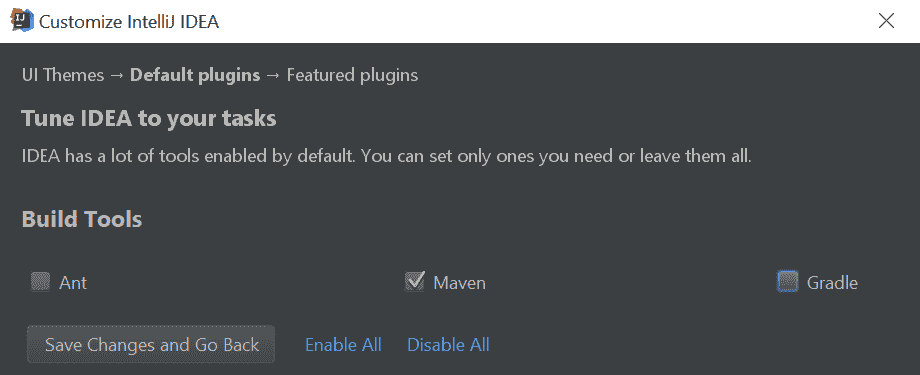 IJ
Customize IntelliJ IDEA
UI Themes → Default plugins → Featured plugins
Tune IDEA to your tasks
IDEA has a lot of tools enabled by default. You can set only ones you need or leave them all.
Build Tools
Ant Maven Gradle
Save Changes and Go Back Enable All Disable All